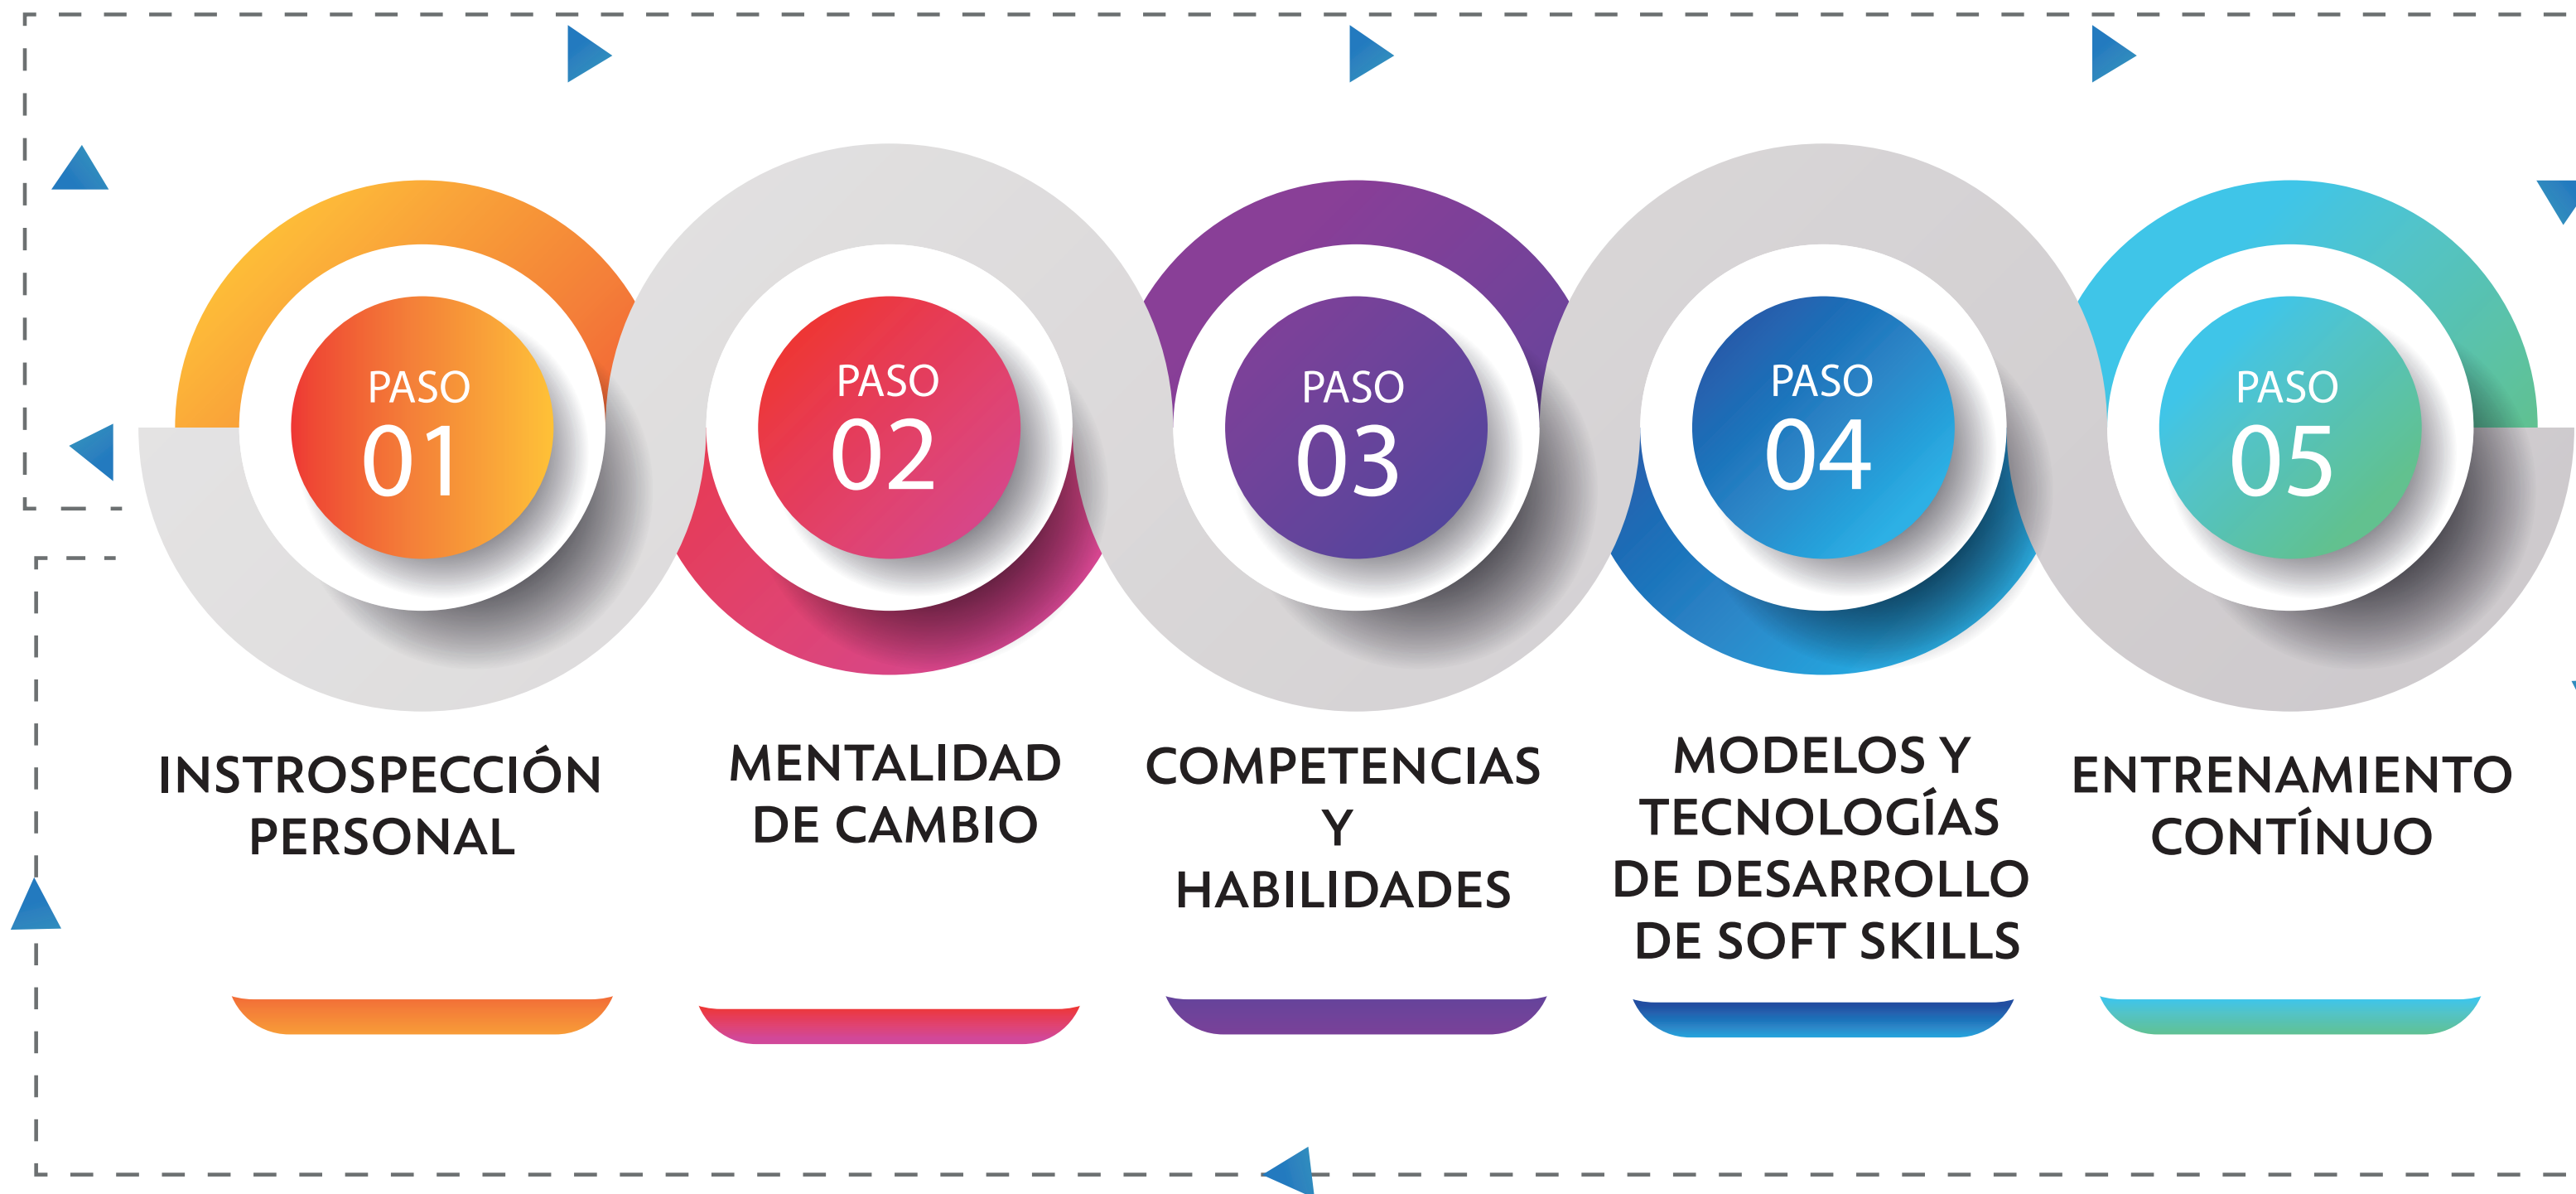 PASO
01
INSTROSPECCIÓN
PERSONAL
PASO
02
MENTALIDAD
DE CAMBIO
PASO
03
COMPETENCIAS
Y
HABILIDADES
PASO
04
MODELOS Y
TECNOLOGÍAS
DE DESARROLLO
DE SOFT SKILLS
PASO
05
ENTRENAMIENTO
CONTÍNUO